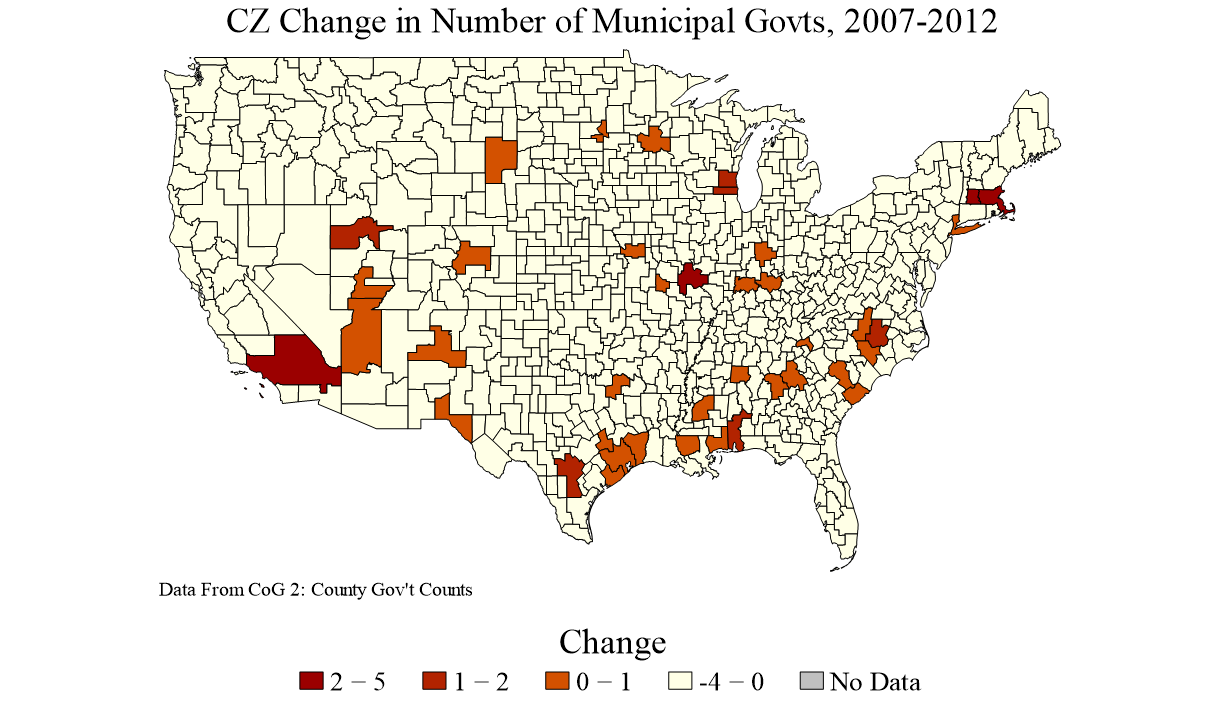 CZ Change in Number of Municipal Govts, 2007-2012
Data From CoG 2: County Gov't Counts
Change
2 − 5
1 − 2
0 − 1
-4 − 0
No Data